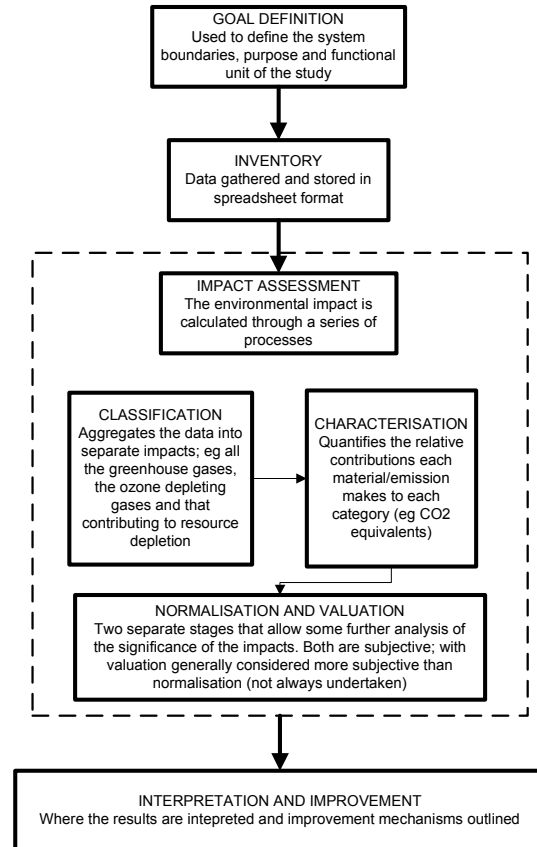 GOAL DEFINITION
Used to define the system
boundaries, purpose and functional
unit of the study
INVENTORY
Data gathered and stored in
spreadsheet format
IMPACT ASSESSMENT
The environmental impact is
calculated through a series of
processes
CLASSIFICATION
Aggregates the data into
separate impacts; eg all
the greenhouse gases,
the ozone depleting
gases and that
contributing to resource
depletion
CHARACTERISATION
Quantifies the relative
contributions each
material/emission
makes to each
category (eg CO2
equivalents)
NORMALISATION AND VALUATION
Two separate stages that allow some further analysis of
the significance of the impacts. Both are subjective; with
valuation generally considered more subjective than
normalisation (not always undertaken)
INTERPRETATION AND IMPROVEMENT
Where the results are intepreted and improvement mechanisms outlined